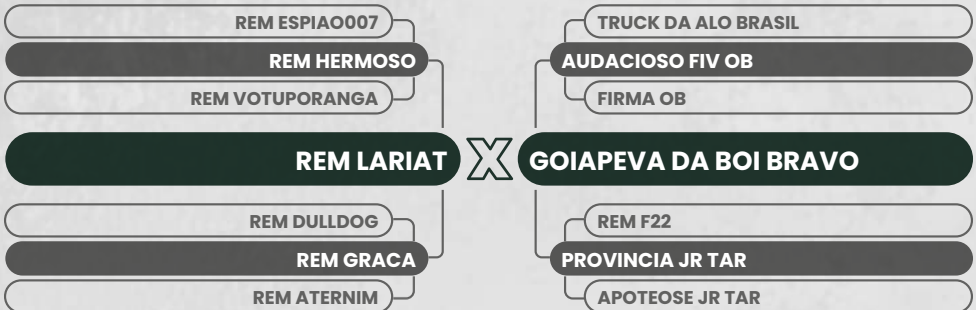 REM ESPIAO007
REM HERMOSO
REM VOTUPORANGA
REM LARIAT
REM DULLDOG
REM GRACA
REM ATERNIM
X
TRUCK DA ALO BRASIL
AUDACIOSO FIV OB
FIRMA OB
GOIAPEVA DA BOI BRAVO
REM F22
PROVINCIA JR TAR
APOTEOSE JR TAR